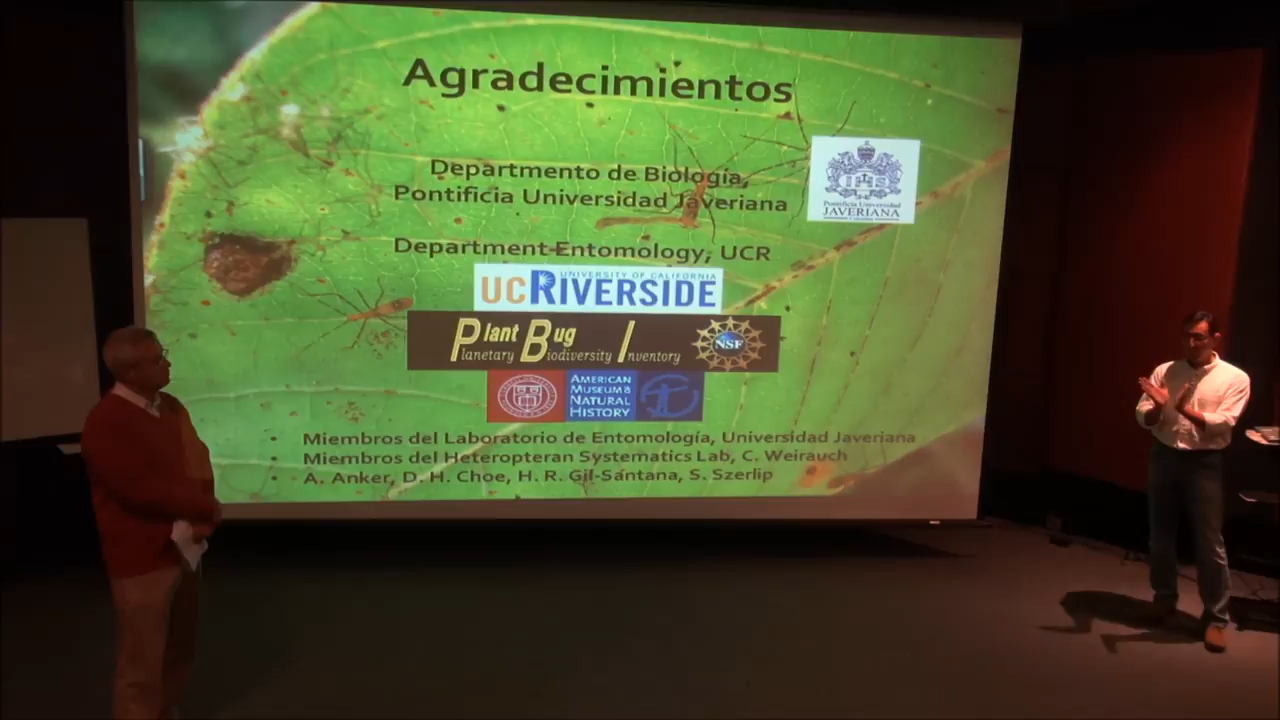 Agradecimientos
Departmento de Biología,
Pontificia Universidad Javeriana
IHS
Pontificia Universidad
JAVERIANA
Department Entomology, UCR
UNIVERSITY OF CALIFORNIA
UCRIVERSIDE
Plant Bug
Planetary Biodiversity Inventory
NSF
AMERICAN
MUSEUM &
NATURAL
HISTORY
• Miembros del Laboratorio de Entomología, Universidad Javeriana
• Miembros del Heteropteran Systematics Lab, C. Weirauch
• A. Anker, D. H. Choe, H. R. Gil-Santana, S. Szerlip